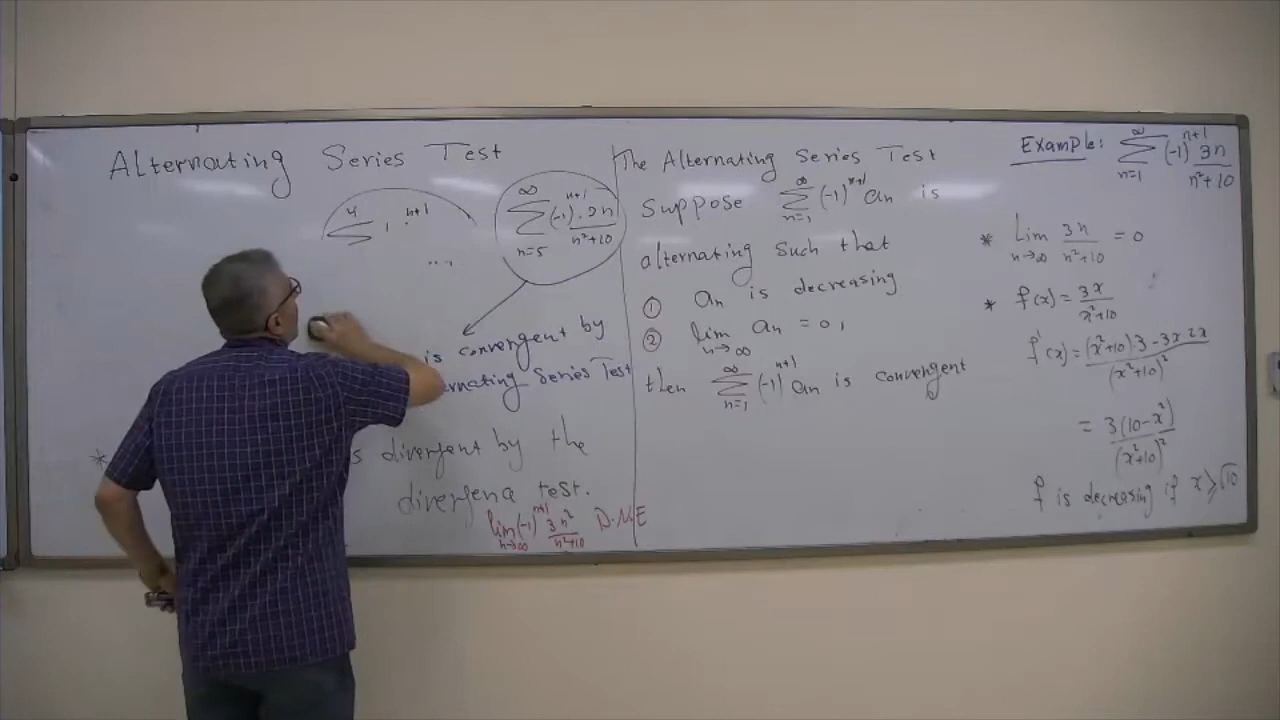 Alternating Series Test
4
∑ n+1
∞
∑ (-1)^{n+1} . 3n / n²+10
n=5
...
is convergent by
rnating Series Test
*
s divergent by the
divergena test.
lim_{n→∞} (-1)^{n+1} 3n² / n²+10 D.N.E
The Alternating Series Test
Suppose ∑_{n=1}^{∞} (-1)^{n+1} an is
alternating such that
① an is decreasing
② lim_{n→∞} an = 0,
then ∑_{n=1}^{∞} (-1)^{n+1} an is convergent
Example: ∑_{n=1}^{∞} (-1)^{n+1} 3n / n²+10
* Lim_{n→∞} 3n / n²+10 = 0
* f(x) = 3x / x²+10
f'(x) = (x²+10).3 - 3x.2x / (x²+10)²
= 3(10-x²) / (x²+10)²
f is decreasing if x ≥ √10